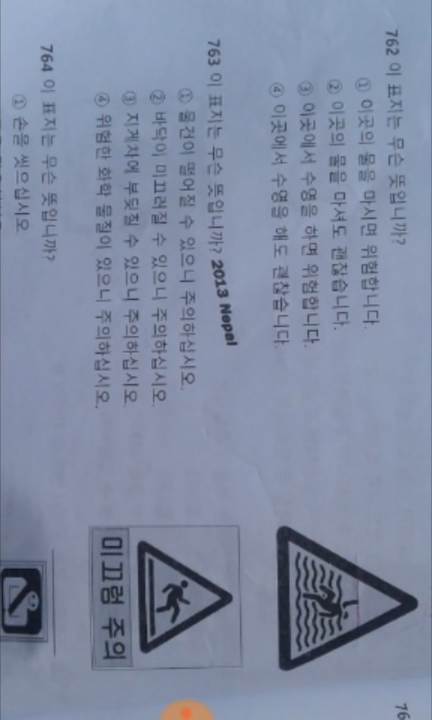 762 이 표지는 무슨 뜻입니까?
① 이곳의 물을 마시면 위험합니다.
② 이곳의 물을 마셔도 괜찮습니다.
③ 이곳에서 수영을 하면 위험합니다.
④ 이곳에서 수영을 해도 괜찮습니다.
763 이 표지는 무슨 뜻입니까? 2013 Nepal
① 물건이 떨어질 수 있으니 주의하십시오.
② 바닥이 미끄러질 수 있으니 주의하십시오.
③ 지게차에 부딪칠 수 있으니 주의하십시오.
④ 위험한 화학 물질이 있으니 주의하십시오.
미끄럼 주의
764 이 표지는 무슨 뜻입니까?
① 손을 씻으십시오.